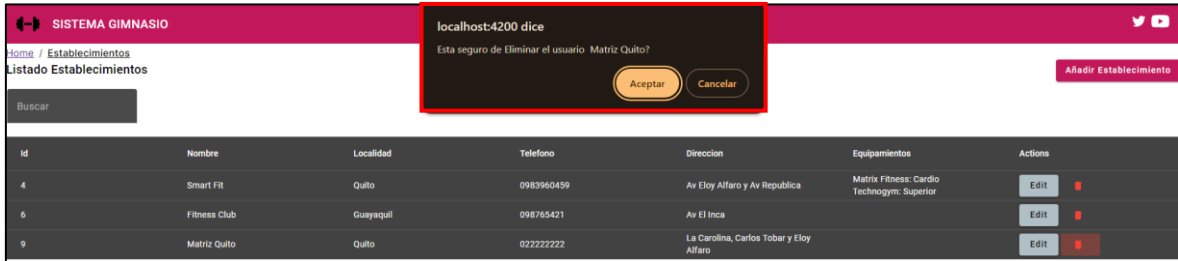 SISTEMA GIMNASIO
localhost:4200 dice
Esta seguro de Eliminar el usuario Matriz Quito?
Aceptar Cancelar
Home / Establecimientos
Listado Establecimientos
Añadir Establecimiento
Buscar
Id Nombre Localidad Telefono Direccion Equipamientos Actions
4 Smart Fit Quito 0983960459 Av Eloy Alfaro y Av Republica Matrix Fitness: Cardio
Technogym: Superior Edit
6 Fitness Club Guayaquil 098765421 Av El Inca Edit
9 Matriz Quito Quito 022222222 La Carolina, Carlos Tobar y Eloy
Alfaro Edit